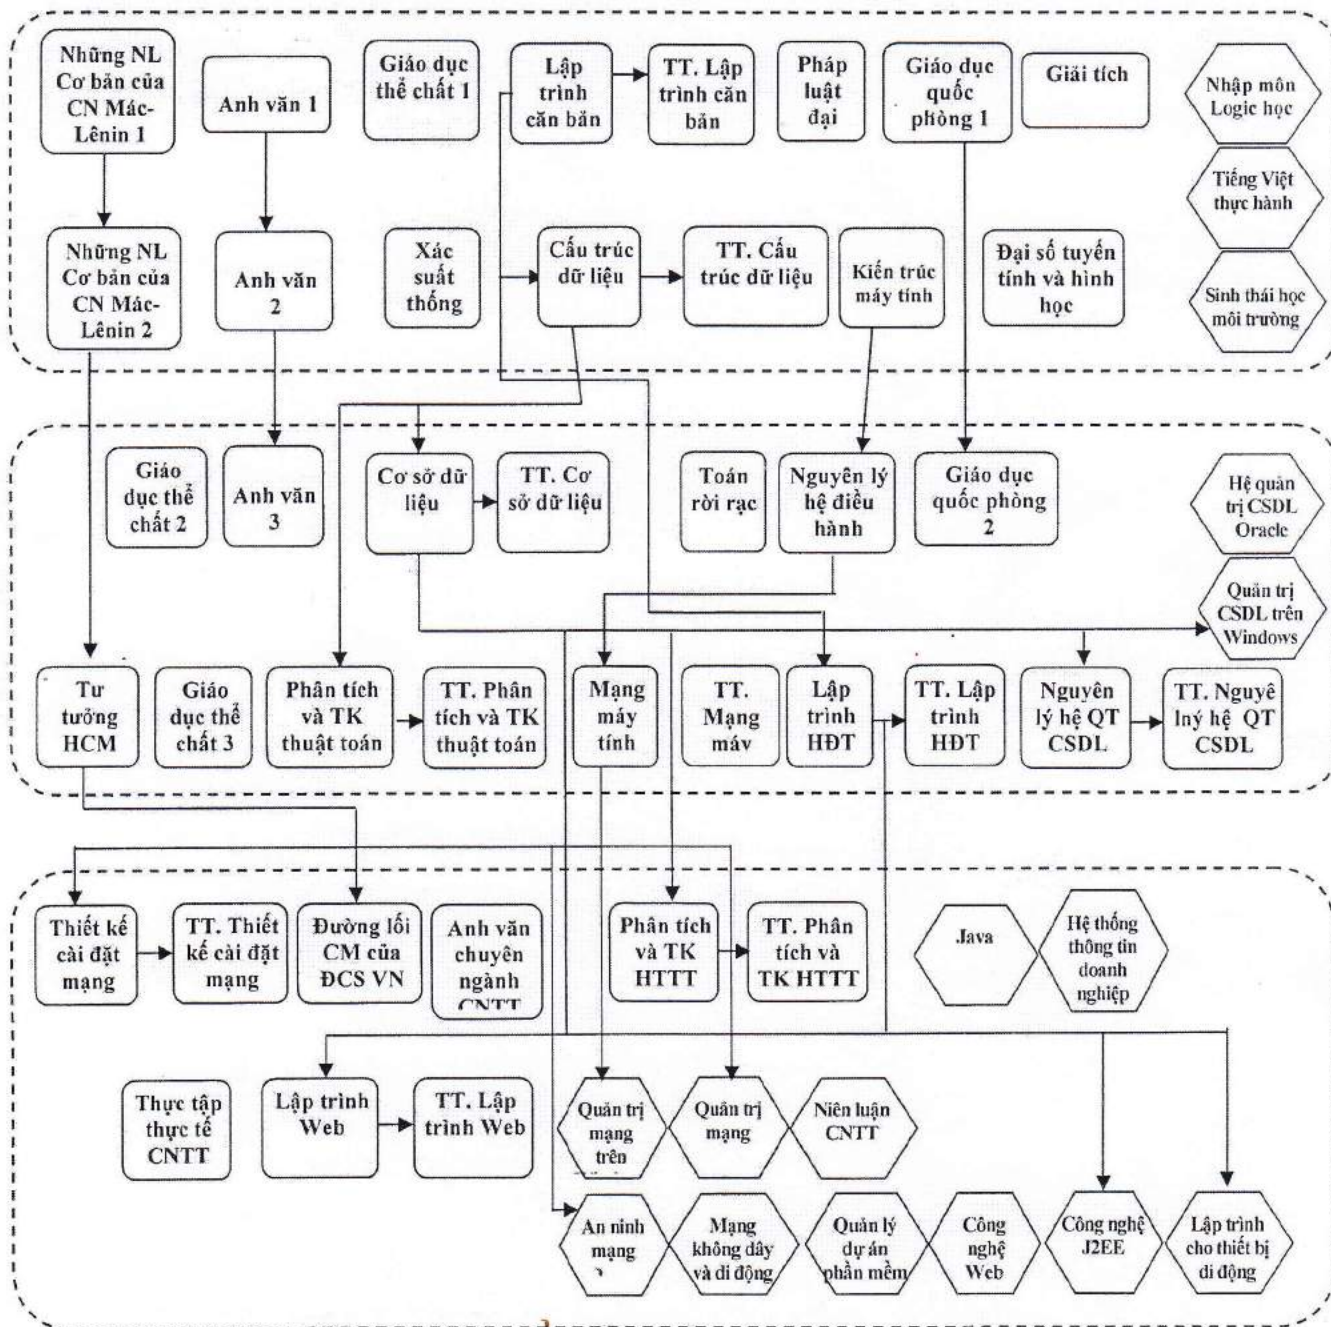 Những NL
Cơ bản của
CN Mác-
Lênin 1
Anh văn 1
Giáo dục
thể chất 1
Lập
trình
căn bản
TT. Lập
trình căn
bản
Pháp
luật
đại
Giáo dục
quốc
phòng 1
Giải tích
Nhập môn
Logic học
Tiếng Việt
thực hành
Những NL
Cơ bản của
CN Mác-
Lênin 2
Anh văn
2
Xác
suất
thống
Cấu trúc
dữ liệu
TT. Cấu
trúc dữ liệu
Kiến trúc
máy tính
Đại số tuyến
tính và hình
học
Sinh thái học
môi trường
Giáo
dục thể
chất 2
Anh văn
3
Cơ sở dữ
liệu
TT. Cơ
sở dữ liệu
Toán
rời rạc
Nguyên lý
hệ điều
hành
Giáo dục
quốc phòng
2
Hệ quản
trị CSDL
Oracle
Quản trị
CSDL trên
Windows
Tư
tưởng
HCM
Giáo
dục thể
chất 3
Phân tích
và TK
thuật toán
TT. Phân
tích và TK
thuật toán
Mạng
máy
tính
TT.
Mạng
máy
Lập
trình
HĐT
TT. Lập
trình
HĐT
Nguyên
lý hệ QT
CSDL
TT. Nguyê
lný hệ QT
CSDL
Thiết kế
cài đặt
mạng
TT. Thiết
kế cài đặt
mạng
Đường lối
CM của
ĐCS VN
Anh văn
chuyên
ngành
CNTT
Phân tích
và TK
HTTT
TT. Phân
tích và
TK HTTT
Java
Hệ thống
thông tin
doanh
nghiệp
Thực tập
thực tế
CNTT
Lập trình
Web
TT. Lập
trình Web
Quản trị
mạng
trên
Quản trị
mạng
Niên luận
CNTT
An ninh
mạng
Mạng
không dây
và di động
Quản lý
dự án
phần mềm
Công
nghệ
Web
Công nghệ
J2EE
Lập trình
cho thiết bị
di động